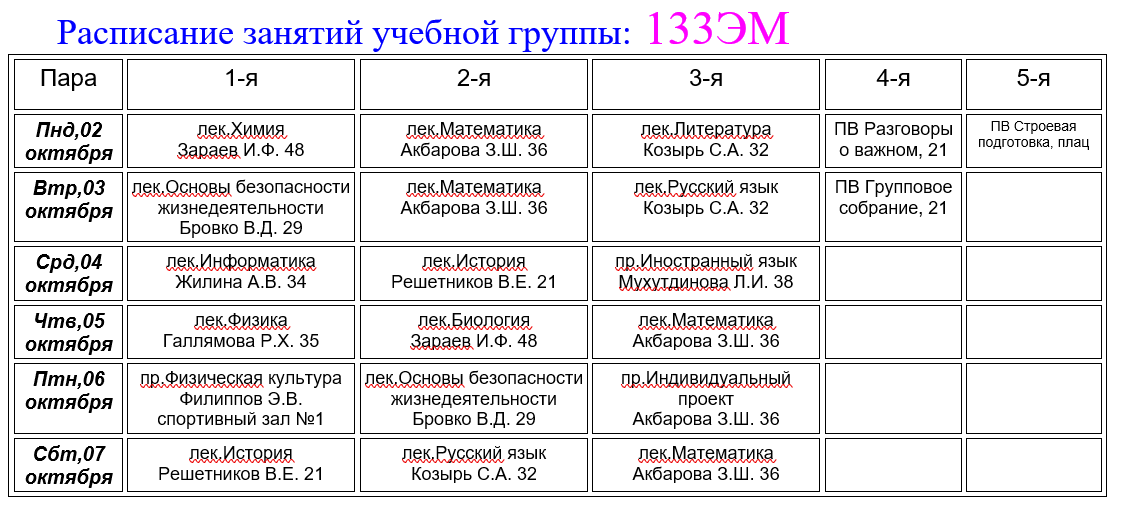 Расписание занятий учебной группы: 133ЭМ
Пара 1-я 2-я 3-я 4-я 5-я
Пнд,02
октября
лек.Химия
Зараев И.Ф. 48
лек.Математика
Акбарова З.Ш. 36
лек.Литература
Козырь С.А. 32
ПВ Разговоры
о важном, 21
ПВ Строевая
подготовка, плац
Втр,03
октября
лек.Основы безопасности
жизнедеятельности
Бровко В.Д. 29
лек.Математика
Акбарова З.Ш. 36
лек.Русский язык
Козырь С.А. 32
ПВ Групповое
собрание, 21
Срд,04
октября
лек.Информатика
Жилина А.В. 34
лек.История
Решетников В.Е. 21
пр.Иностранный язык
Мухутдинова Л.И. 38
Чтв,05
октября
лек.Физика
Галлямова Р.Х. 35
лек.Биология
Зараев И.Ф. 48
лек.Математика
Акбарова З.Ш. 36
Птн,06
октября
пр.Физическая культура
Филиппов Э.В.
спортивный зал №1
лек.Основы безопасности
жизнедеятельности
Бровко В.Д. 29
пр.Индивидуальный
проект
Акбарова З.Ш. 36
Сбт,07
октября
лек.История
Решетников В.Е. 21
лек.Русский язык
Козырь С.А. 32
лек.Математика
Акбарова З.Ш. 36